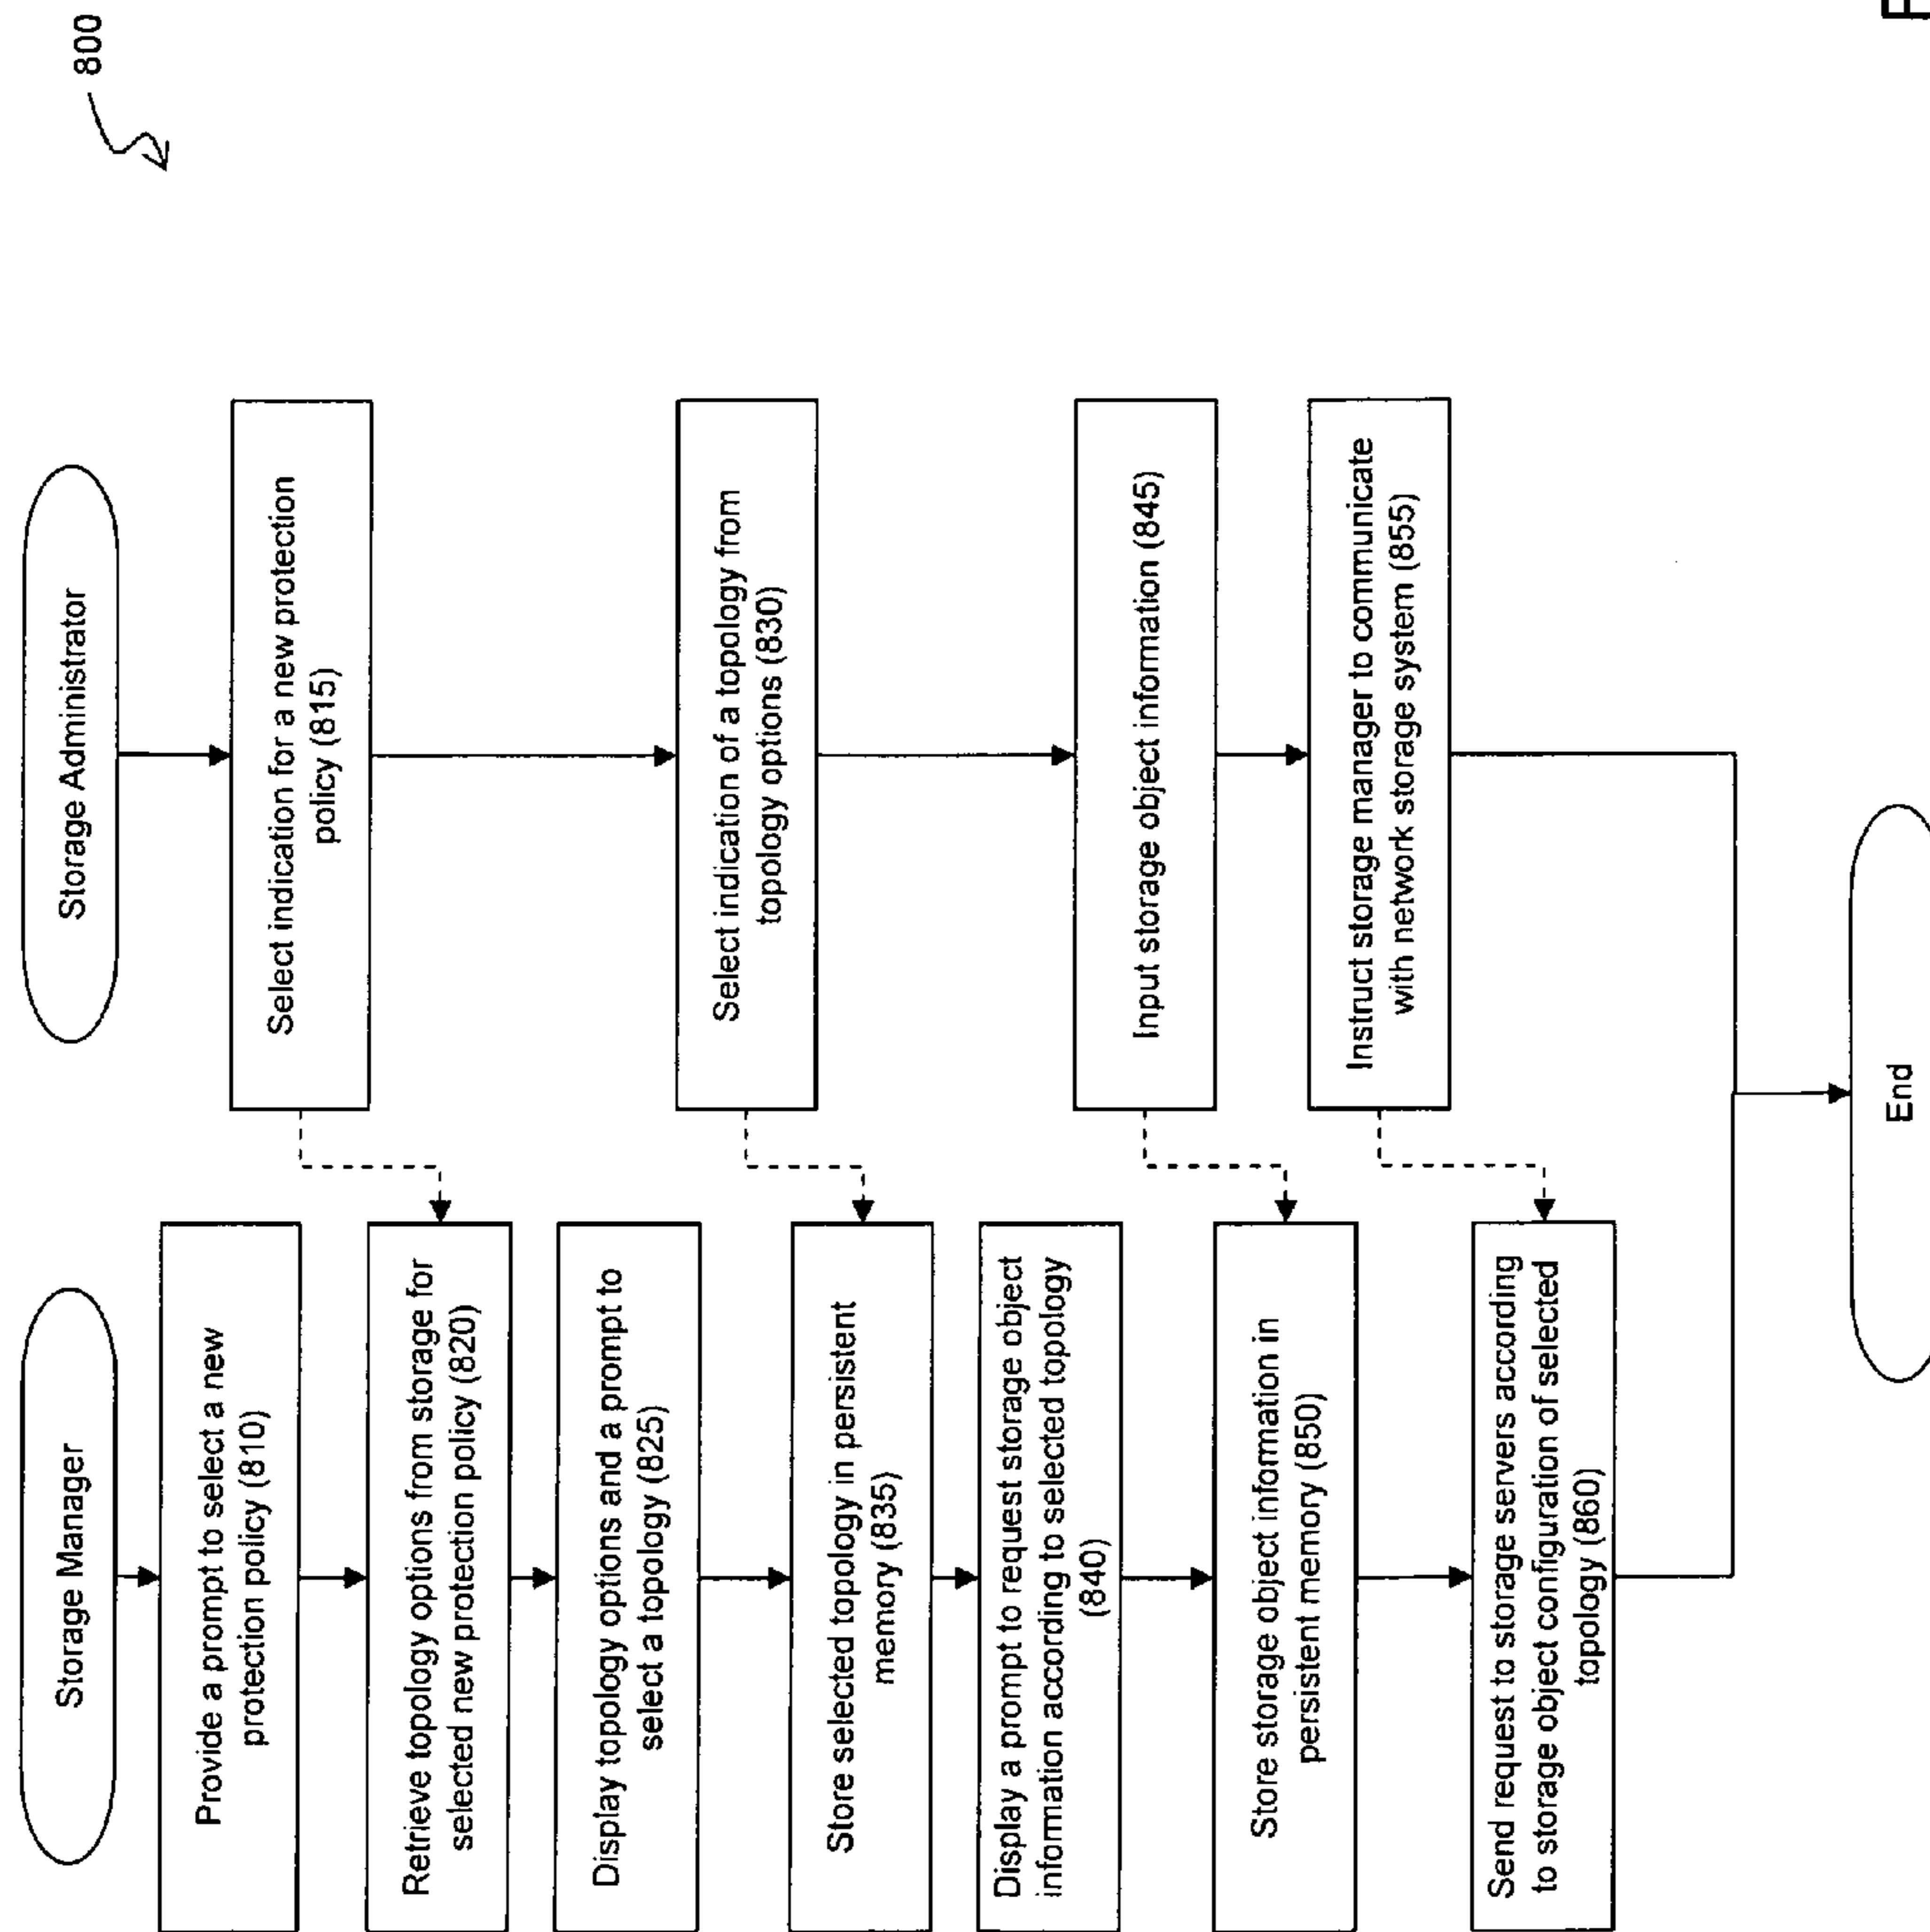 800
Storage Manager
Provide a prompt to select a new
protection policy (810)
Retrieve topology options from storage for
selected new protection policy (820)
Display topology options and a prompt to
select a topology (825)
Store selected topology in persistent
memory (835)
Display a prompt to request storage object
information according to selected topology
(840)
Store storage object information in
persistent memory (850)
Send request to storage servers according
to storage object configuration of selected
topology (860)
Storage Administrator
Select indication for a new protection
policy (815)
Select indication of a topology from
topology options (830)
Input storage object information (845)
Instruct storage manager to communicate
with network storage system (855)
End